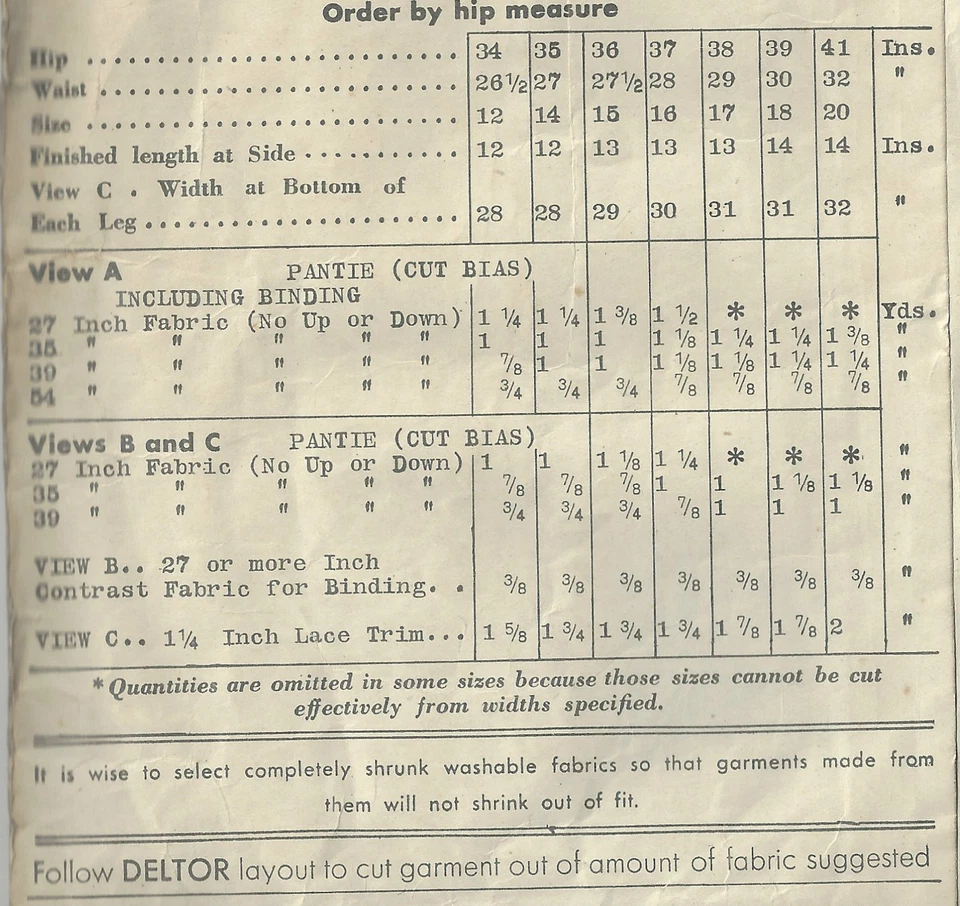 Order by hip measure
Hip .......................... 34 35 36 37 38 39 41 Ins.
Waist ......................... 26½ 27 27½ 28 29 30 32 "
Size .......................... 12 14 15 16 17 18 20
Finished length at Side ........... 12 12 13 13 13 14 14 Ins.
View C . Width at Bottom of
Each Leg ...................... 28 28 29 30 31 31 32 "
View A PANTIE (CUT BIAS)
INCLUDING BINDING
27 Inch Fabric (No Up or Down) 1 ¼ 1 ¼ 1 ⅜ 1 ½ * * * Yds.
35 " " " " " 1 1 1 1 ⅛ 1 ¼ 1 ¼ 1 ⅜ "
39 " " " " " ⅞ 1 1 1 ⅛ 1 ⅛ 1 ¼ 1 ¼ "
54 " " " " " ¾ ¾ ¾ ⅞ ⅞ ⅞ ⅞ "
Views B and C PANTIE (CUT BIAS)
27 Inch Fabric (No Up or Down) 1 1 1 ⅛ 1 ¼ * * * "
35 " " " " " ⅞ ⅞ ⅞ 1 1 1 ⅛ 1 ⅛ "
39 " " " " " ¾ ¾ ¾ ⅞ 1 1 1 "
VIEW B.. 27 or more Inch
Contrast Fabric for Binding. . ⅜ ⅜ ⅜ ⅜ ⅜ ⅜ ⅜ "
VIEW C.. 1¼ Inch Lace Trim... 1 ⅝ 1 ¾ 1 ¾ 1 ¾ 1 ⅞ 1 ⅞ 2 "
* Quantities are omitted in some sizes because those sizes cannot be cut
effectively from widths specified.
It is wise to select completely shrunk washable fabrics so that garments made from
them will not shrink out of fit.
Follow DELTOR layout to cut garment out of amount of fabric suggested